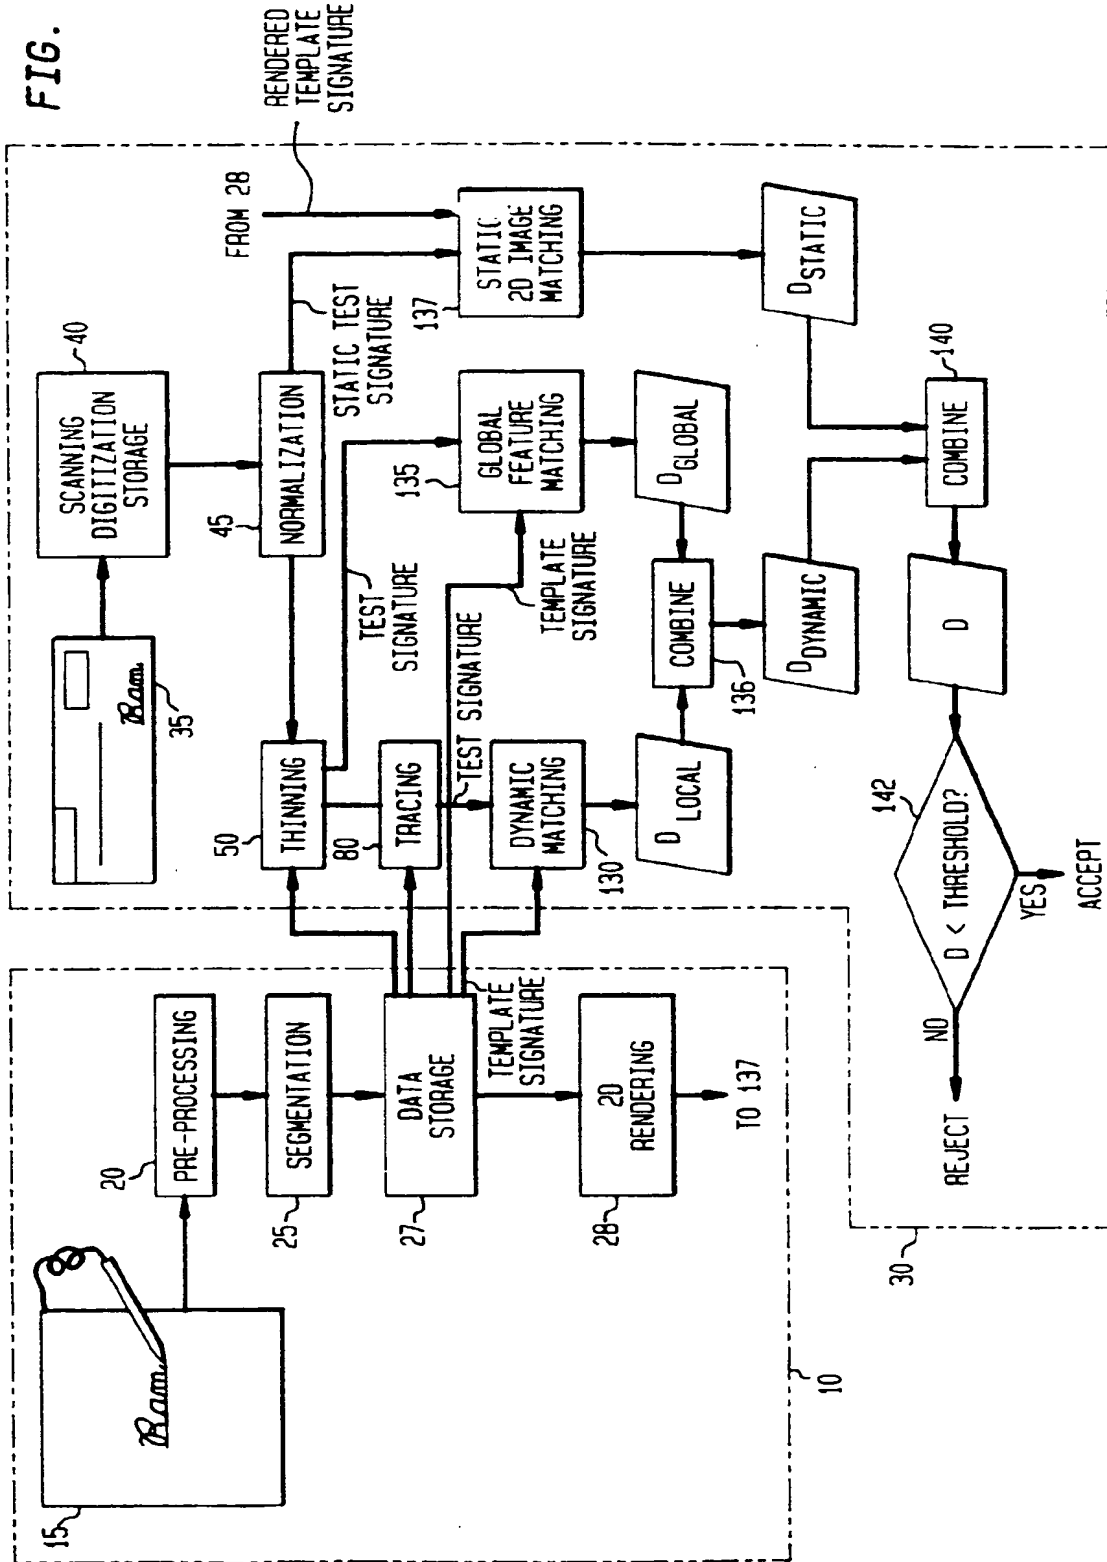 FIG.
15
Ram
20
PRE-PROCESSING
25
SEGMENTATION
27
DATA
STORAGE
TEMPLATE
SIGNATURE
28
2D
RENDERING
TO 137
10
35
Ram
40
SCANNING
DIGITIZATION
STORAGE
45
NORMALIZATION
STATIC TEST
SIGNATURE
FROM 28
RENDERED
TEMPLATE
SIGNATURE
50
THINNING
TEST
SIGNATURE
80
TRACING
TEST SIGNATURE
TEMPLATE
SIGNATURE
130
DYNAMIC
MATCHING
135
GLOBAL
FEATURE
MATCHING
137
STATIC
2D IMAGE
MATCHING
D LOCAL
D GLOBAL
D STATIC
COMBINE
136
D DYNAMIC
COMBINE
140
D
142
D < THRESHOLD?
NO
REJECT
YES
ACCEPT
30